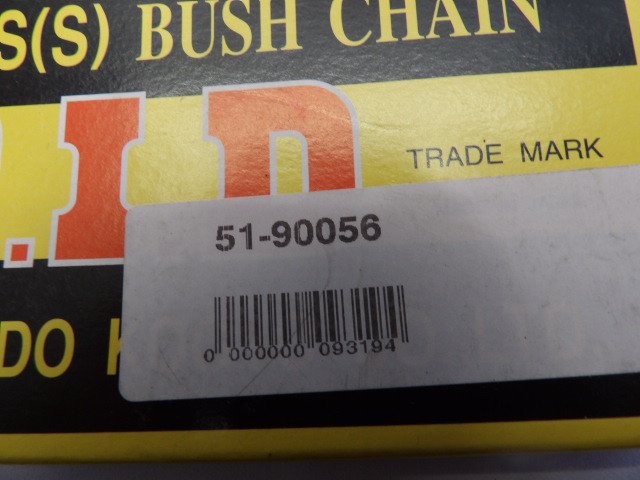 S(S) BUSH CHAIN
.I.D
TRADE MARK
51-90056
0 000000 093194
DO K